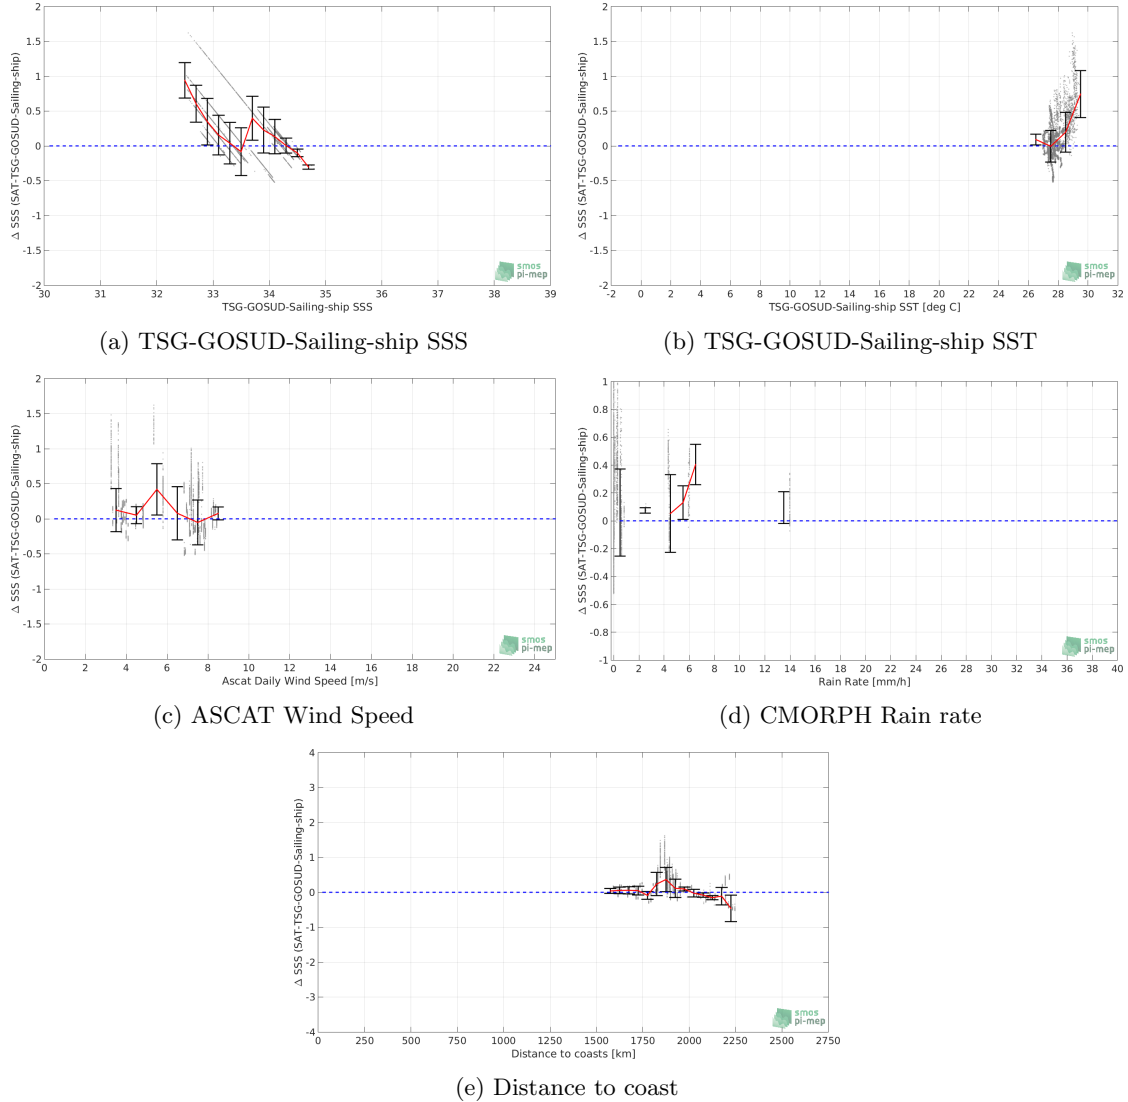 Δ SSS (SAT-TSG-GOSUD-Sailing-ship)
2
1.5
1
0.5
0
-0.5
-1
-1.5
-2
30 31 32 33 34 35 36 37 38 39
TSG-GOSUD-Sailing-ship SSS
smos
pi-mep
(a) TSG-GOSUD-Sailing-ship SSS
Δ SSS (SAT-TSG-GOSUD-Sailing-ship)
2
1.5
1
0.5
0
-0.5
-1
-1.5
-2
-2 0 2 4 6 8 10 12 14 16 18 20 22 24 26 28 30 32
TSG-GOSUD-Sailing-ship SST [deg C]
smos
pi-mep
(b) TSG-GOSUD-Sailing-ship SST
Δ SSS (SAT-TSG-GOSUD-Sailing-ship)
2
1.5
1
0.5
0
-0.5
-1
-1.5
-2
0 2 4 6 8 10 12 14 16 18 20 22 24
Ascat Daily Wind Speed [m/s]
smos
pi-mep
(c) ASCAT Wind Speed
Δ SSS (SAT-TSG-GOSUD-Sailing-ship)
1
0.8
0.6
0.4
0.2
0
-0.2
-0.4
-0.6
-0.8
-1
0 2 4 6 8 10 12 14 16 18 20 22 24 26 28 30 32 34 36 38 40
Rain Rate [mm/h]
smos
pi-mep
(d) CMORPH Rain rate
Δ SSS (SAT-TSG-GOSUD-Sailing-ship)
4
3
2
1
0
-1
-2
-3
-4
0 250 500 750 1000 1250 1500 1750 2000 2250 2500 2750
Distance to coasts [km]
smos
pi-mep
(e) Distance to coast